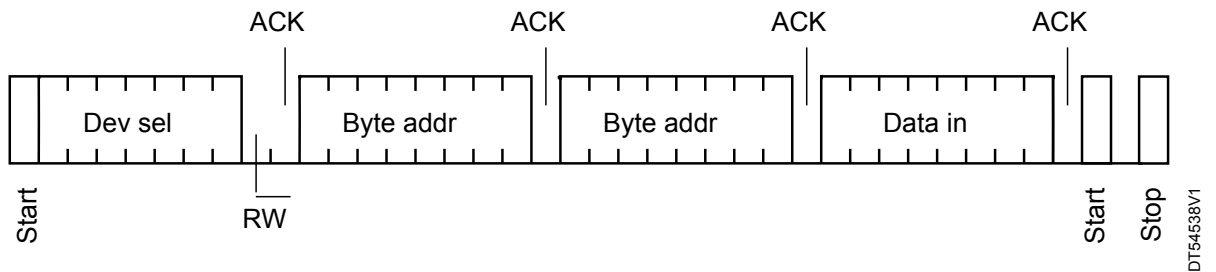 ACK ACK ACK ACK
Dev sel Byte addr Byte addr Data in
RW
Start Start Stop
DT54538V1